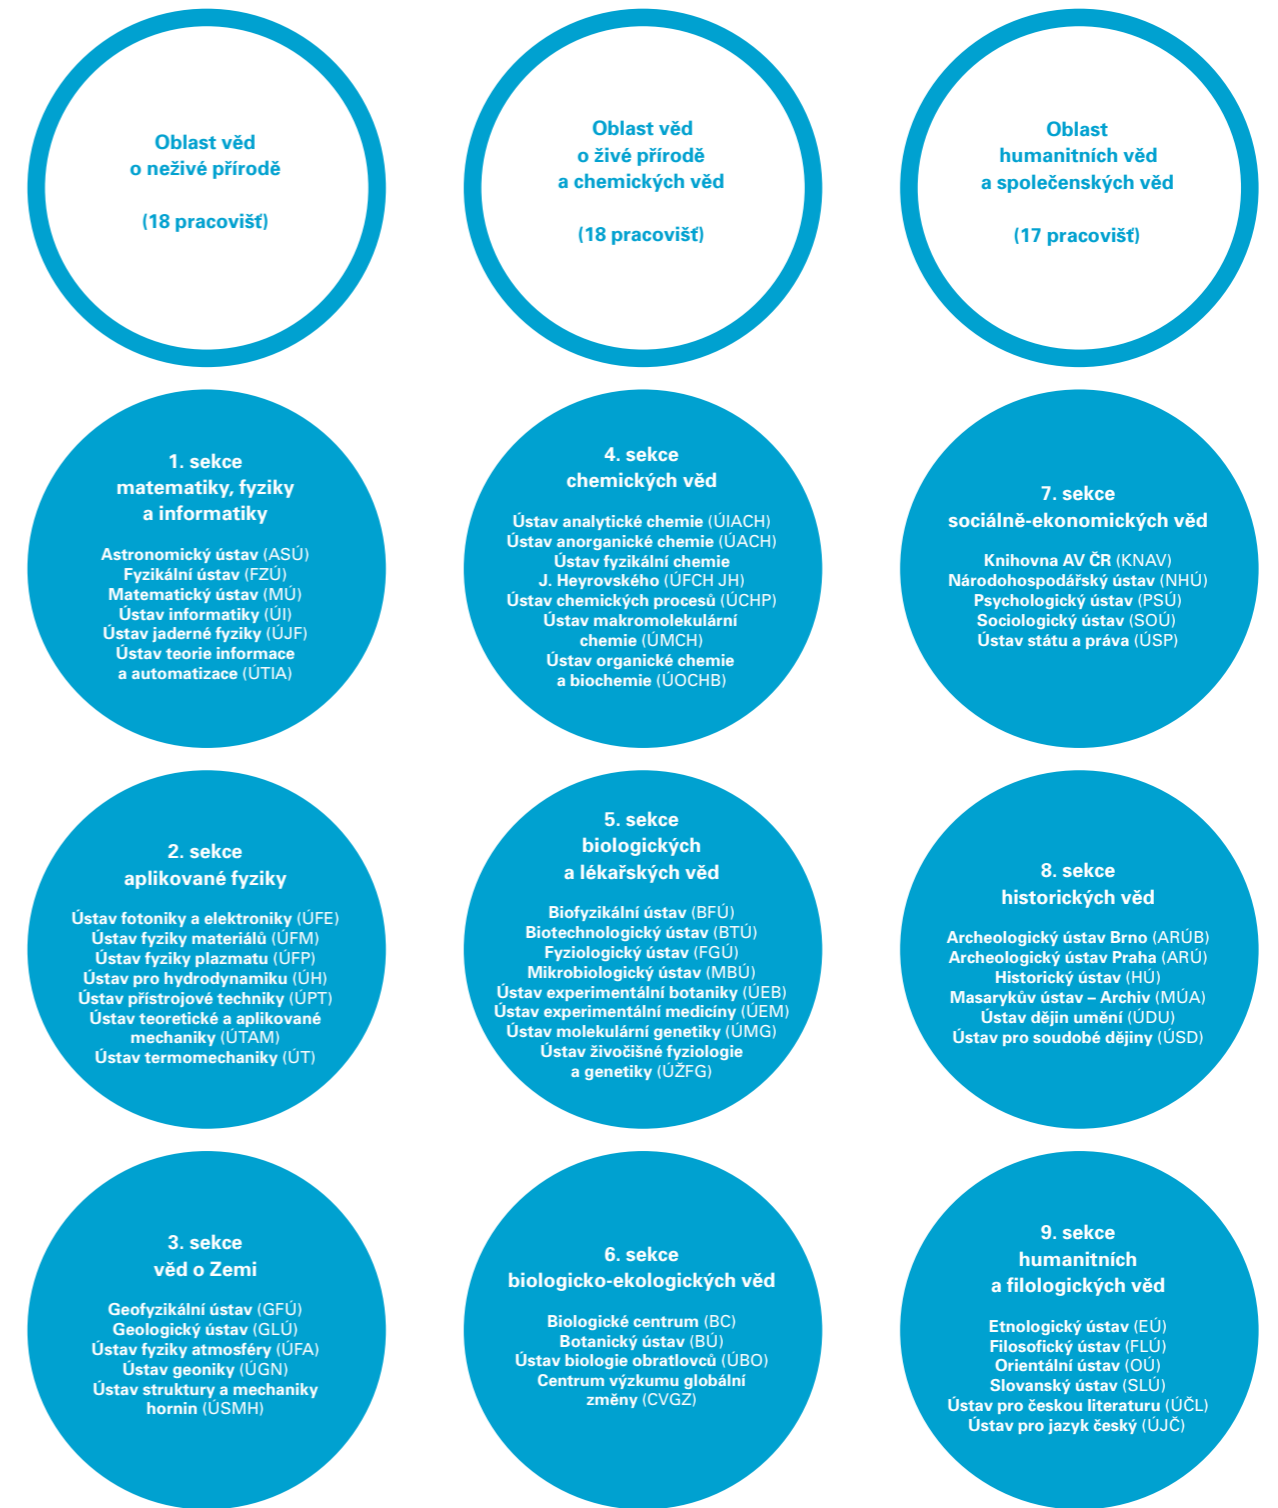 Oblast věd
o neživé přírodě
(18 pracovišť)
Oblast věd
o živé přírodě
a chemických věd
(18 pracovišť)
Oblast
humanitních věd
a společenských věd
(17 pracovišť)
1. sekce
matematiky, fyziky
a informatiky
Astronomický ústav (ASÚ)
Fyzikální ústav (FZÚ)
Matematický ústav (MÚ)
Ústav informatiky (ÚI)
Ústav jaderné fyziky (ÚJF)
Ústav teorie informace
a automatizace (ÚTIA)
4. sekce
chemických věd
Ústav analytické chemie (ÚIACH)
Ústav anorganické chemie (ÚACH)
Ústav fyzikální chemie
J. Heyrovského (ÚFCH JH)
Ústav chemických procesů (ÚCHP)
Ústav makromolekulární
chemie (ÚMCH)
Ústav organické chemie
a biochemie (ÚOCHB)
7. sekce
sociálně-ekonomických věd
Knihovna AV ČR (KNAV)
Národohospodářský ústav (NHÚ)
Psychologický ústav (PSÚ)
Sociologický ústav (SOÚ)
Ústav státu a práva (ÚSP)
2. sekce
aplikované fyziky
Ústav fotoniky a elektroniky (ÚFE)
Ústav fyziky materiálů (ÚFM)
Ústav fyziky plazmatu (ÚFP)
Ústav pro hydrodynamiku (ÚH)
Ústav přístrojové techniky (ÚPT)
Ústav teoretické a aplikované
mechaniky (ÚTAM)
Ústav termomechaniky (ÚT)
5. sekce
biologických
a lékařských věd
Biofyzikální ústav (BFÚ)
Biotechnologický ústav (BTÚ)
Fyziologický ústav (FGÚ)
Mikrobiologický ústav (MBÚ)
Ústav experimentální botaniky (ÚEB)
Ústav experimentální medicíny (ÚEM)
Ústav molekulární genetiky (ÚMG)
Ústav živočišné fyziologie
a genetiky (ÚŽFG)
8. sekce
historických věd
Archeologický ústav Brno (ARÚB)
Archeologický ústav Praha (ARÚ)
Historický ústav (HÚ)
Masarykův ústav – Archiv (MÚA)
Ústav dějin umění (ÚDU)
Ústav pro soudobé dějiny (ÚSD)
3. sekce
věd o Zemi
Geofyzikální ústav (GFÚ)
Geologický ústav (GLÚ)
Ústav fyziky atmosféry (ÚFA)
Ústav geoniky (ÚGN)
Ústav struktury a mechaniky
hornin (ÚSMH)
6. sekce
biologicko-ekologických věd
Biologické centrum (BC)
Botanický ústav (BÚ)
Ústav biologie obratlovců (ÚBO)
Centrum výzkumu globální
změny (CVGZ)
9. sekce
humanitních
a filologických věd
Etnologický ústav (EÚ)
Filosofický ústav (FLÚ)
Orientální ústav (OÚ)
Slovanský ústav (SLÚ)
Ústav pro českou literaturu (ÚČL)
Ústav pro jazyk český (ÚJČ)